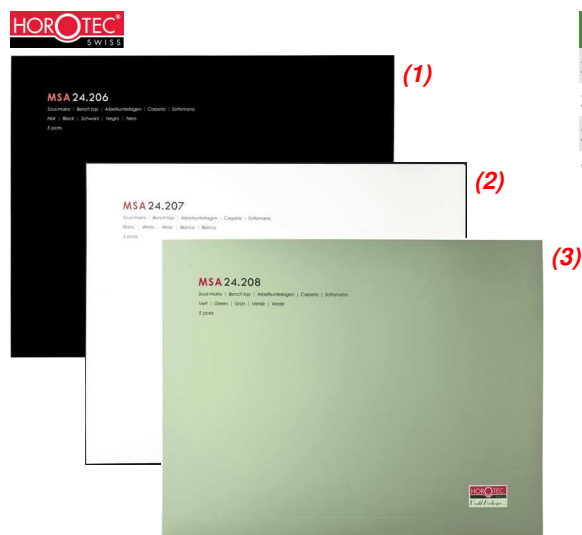 HOROTEC®
SWISS
(1)
MSA 24.206
Sous-mains | Bench top | Arbeitsunterlagen | Carpeta | Sottomano
Noir | Black | Schwarz | Negro | Nero
5 pces
(2)
MSA 24.207
Sous-mains | Bench top | Arbeitsunterlagen | Carpeta | Sottomano
Blanc | White | Weiss | Blanco | Bianco
5 pces
(3)
MSA 24.208
Sous-mains | Bench top | Arbeitsunterlagen | Carpeta | Sottomano
Vert | Green | Grün | Verde | Verde
5 pces
HOROTEC